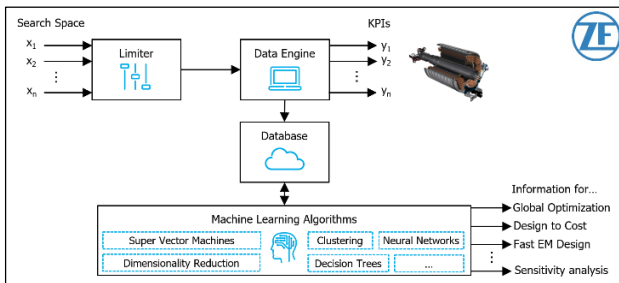 Search Space
KPIs
ZF
x1
x2
⋮
xn
Limiter
Data Engine
y1
y2
⋮
yn
Database
Information for...
Machine Learning Algorithms
Super Vector Machines
Clustering
Neural Networks
Dimensionality Reduction
Decision Trees
...
Global Optimization
Design to Cost
Fast EM Design
⋮
Sensitivity analysis